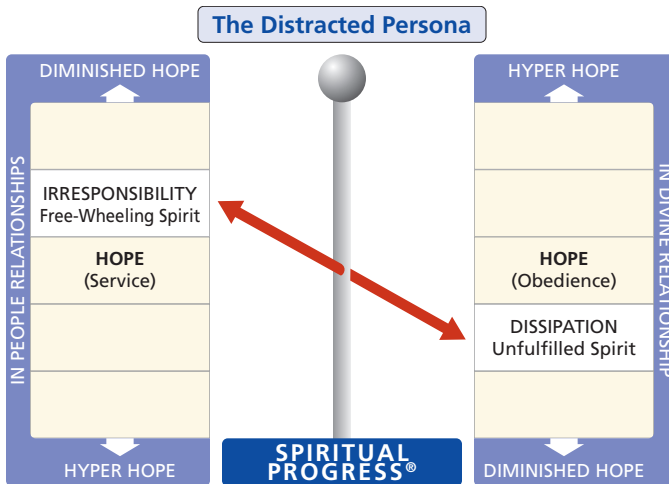 The Distracted Persona
DIMINISHED HOPE
IN PEOPLE RELATIONSHIPS
IRRESPONSIBILITY
Free-Wheeling Spirit
HOPE
(Service)
HYPER HOPE
SPIRITUAL
PROGRESS®
HYPER HOPE
IN DIVINE RELATIONSHIP
HOPE
(Obedience)
DISSIPATION
Unfulfilled Spirit
DIMINISHED HOPE